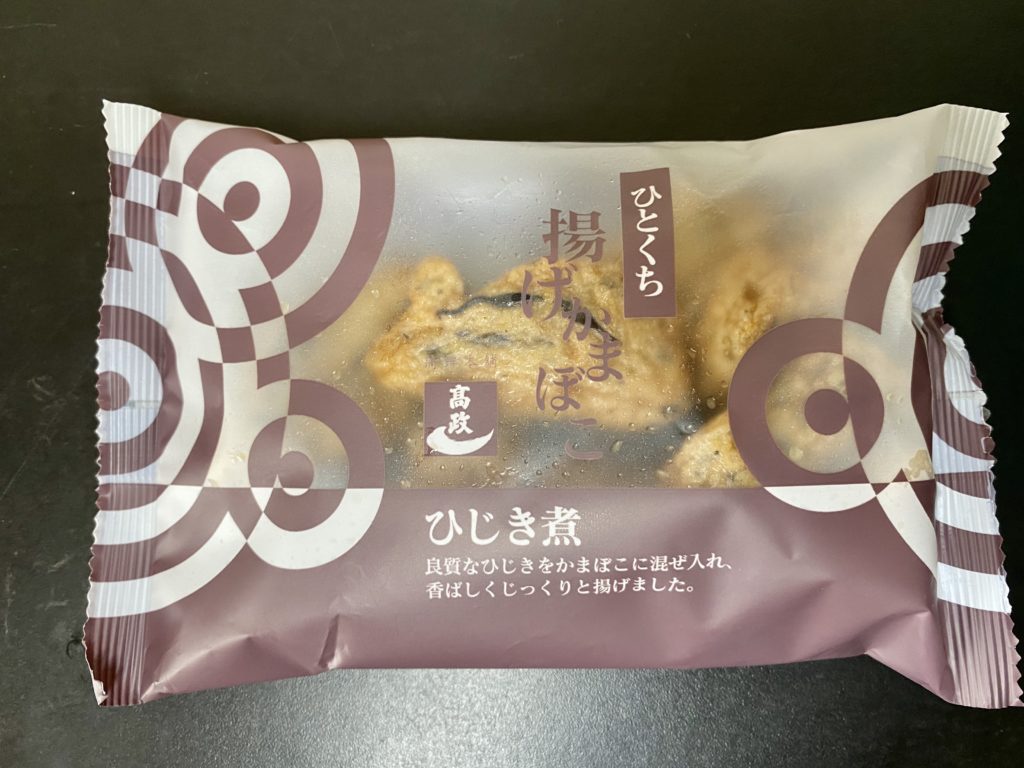 ひとくち
揚げかまぼこ
髙政
ひじき煮
良質なひじきをかまぼこに混ぜ入れ、
香ばしくじっくりと揚げました。